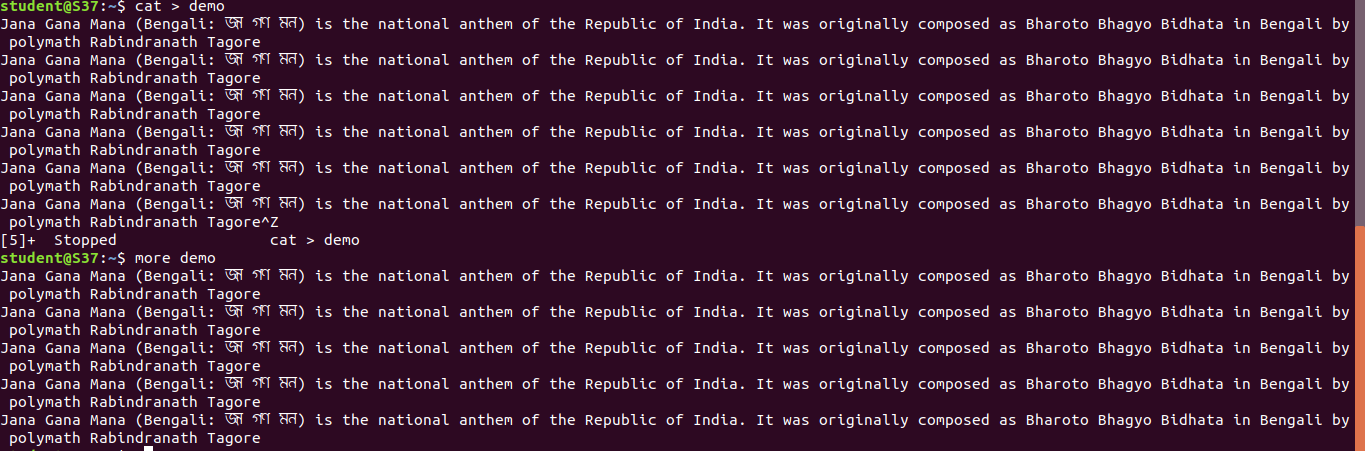 student@S37:~$ cat > demo
Jana Gana Mana (Bengali: জন গণ মন) is the national anthem of the Republic of India. It was originally composed as Bharoto Bhagyo Bidhata in Bengali by
polymath Rabindranath Tagore
Jana Gana Mana (Bengali: জন গণ মন) is the national anthem of the Republic of India. It was originally composed as Bharoto Bhagyo Bidhata in Bengali by
polymath Rabindranath Tagore
Jana Gana Mana (Bengali: জন গণ মন) is the national anthem of the Republic of India. It was originally composed as Bharoto Bhagyo Bidhata in Bengali by
polymath Rabindranath Tagore
Jana Gana Mana (Bengali: জন গণ মন) is the national anthem of the Republic of India. It was originally composed as Bharoto Bhagyo Bidhata in Bengali by
polymath Rabindranath Tagore
Jana Gana Mana (Bengali: জন গণ মন) is the national anthem of the Republic of India. It was originally composed as Bharoto Bhagyo Bidhata in Bengali by
polymath Rabindranath Tagore
Jana Gana Mana (Bengali: জন গণ মন) is the national anthem of the Republic of India. It was originally composed as Bharoto Bhagyo Bidhata in Bengali by
polymath Rabindranath Tagore^Z
[5]+  Stopped                 cat > demo
student@S37:~$ more demo
Jana Gana Mana (Bengali: জন গণ মন) is the national anthem of the Republic of India. It was originally composed as Bharoto Bhagyo Bidhata in Bengali by
polymath Rabindranath Tagore
Jana Gana Mana (Bengali: জন গণ মন) is the national anthem of the Republic of India. It was originally composed as Bharoto Bhagyo Bidhata in Bengali by
polymath Rabindranath Tagore
Jana Gana Mana (Bengali: জন গণ মন) is the national anthem of the Republic of India. It was originally composed as Bharoto Bhagyo Bidhata in Bengali by
polymath Rabindranath Tagore
Jana Gana Mana (Bengali: জন গণ মন) is the national anthem of the Republic of India. It was originally composed as Bharoto Bhagyo Bidhata in Bengali by
polymath Rabindranath Tagore
Jana Gana Mana (Bengali: জন গণ মন) is the national anthem of the Republic of India. It was originally composed as Bharoto Bhagyo Bidhata in Bengali by
polymath Rabindranath Tagore